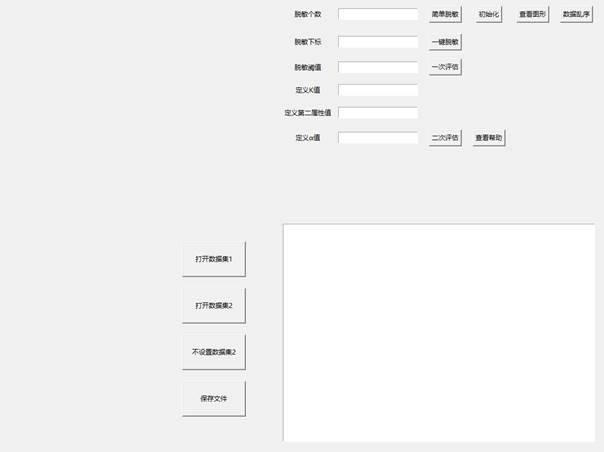 脱敏个数 简单脱敏 初始化 查看图形 数据乱序
脱敏下标 一键脱敏
脱敏阈值 一次评估
定义K值
定义第二属性值
定义α值 二次评估 查看帮助
打开数据集1
打开数据集2
不设置数据集2
保存文件